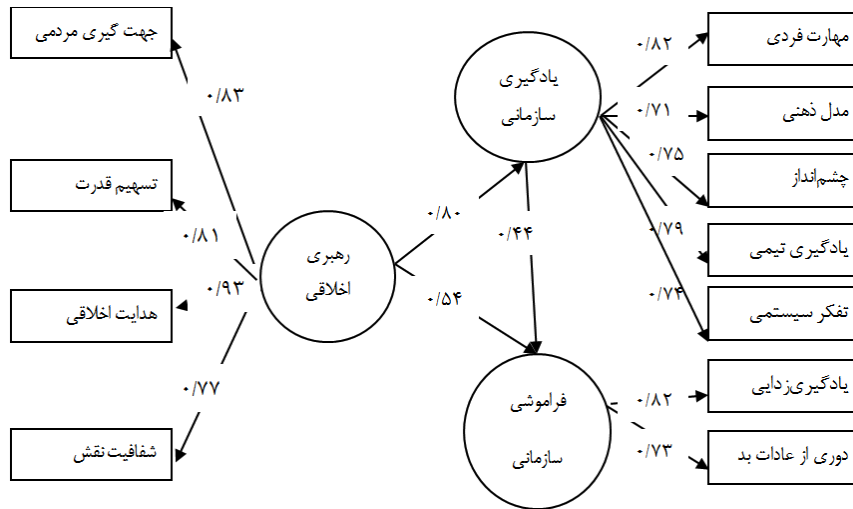 جهت گیری مردمی
تسهیم قدرت
هدایت اخلاقی
شفافیت نقش
۰/۸۳
۰/۸۱
۰/۹۳
۰/۷۷
رهبری
اخلاقی
۰/۸۰
۰/۵۴
یادگیری
سازمانی
۰/۴۴
فراموشی
سازمانی
۰/۸۲
۰/۷۱
۰/۷۵
۰/۷۹
۰/۷۴
۰/۸۲
۰/۷۳
مهارت فردی
مدل ذهنی
چشم‌انداز
یادگیری تیمی
تفکر سیستمی
یادگیری‌زدایی
دوری از عادات بد